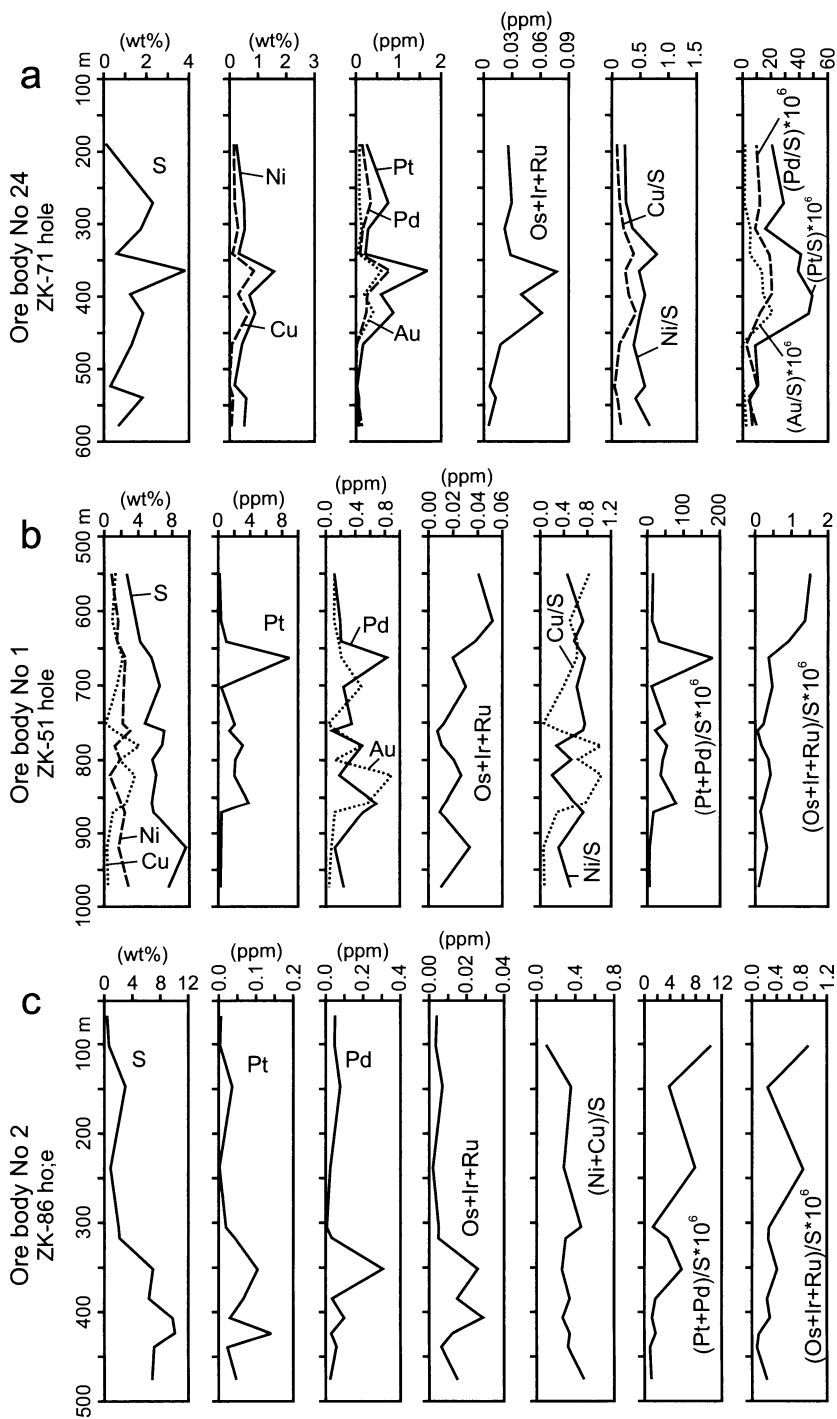 a
Ore body No 24
ZK-71 hole
100 m
200
300
400
500
600
(wt%)
0
2
4
S
(wt%)
0
1
2
3
Ni
Cu
(ppm)
0
1
2
Pt
Pd
Au
(ppm)
0
0.03
0.06
0.09
Os+Ir+Ru
0
0.5
1.0
1.5
Cu/S
Ni/S
0
20
40
60
(Pd/S)*10⁶
(Pt/S)*10⁶
(Au/S)*10⁶
b
Ore body No 1
ZK-51 hole
500 m
600
700
800
900
1000
(wt%)
0
4
8
S
Ni
Cu
(ppm)
0
4
8
Pt
(ppm)
0.0
0.4
0.8
Pd
Au
(ppm)
0.00
0.02
0.04
0.06
Os+Ir+Ru
0.0
0.4
0.8
1.2
Cu/S
Ni/S
0
100
200
(Pt+Pd)/S*10⁶
0
1
2
(Os+Ir+Ru)/S*10⁶
c
Ore body No 2
ZK-86 ho;e
100 m
200
300
400
500
(wt%)
0
4
8
12
S
(ppm)
0.0
0.1
0.2
Pt
(ppm)
0.0
0.2
0.4
Pd
(ppm)
0.00
0.02
0.04
Os+Ir+Ru
0.0
0.4
0.8
(Ni+Cu)/S
0
4
8
12
(Pt+Pd)/S*10⁶
0.0
0.4
0.8
1.2
(Os+Ir+Ru)/S*10⁶